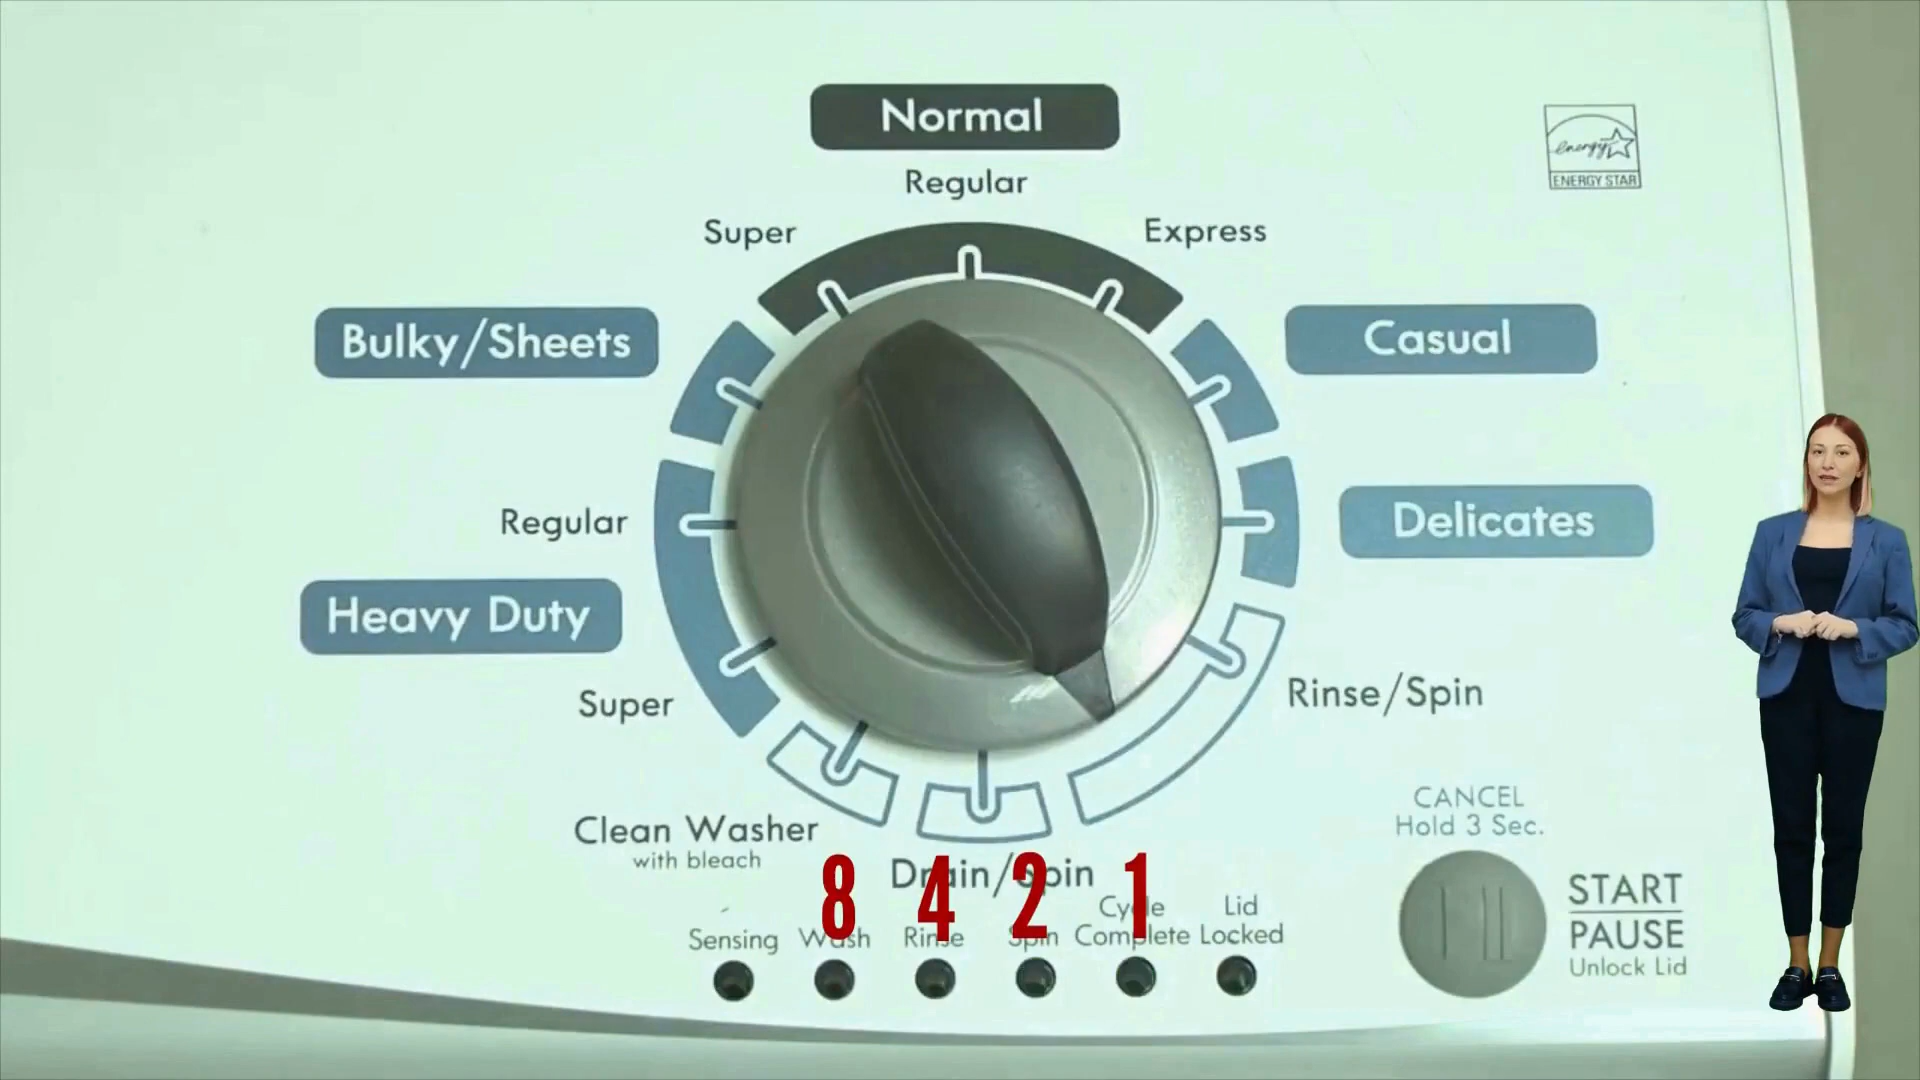 Normal
Regular
Super
Express
energy
ENERGY STAR
Bulky/Sheets
Casual
Regular
Delicates
Heavy Duty
Super
Rinse/Spin
CANCEL
Hold 3 Sec.
Clean Washer
with bleach
Drain/Spin
8 4 2 1
START
PAUSE
Unlock Lid
Sensing
Wash
Rinse
Spin
Cycle
Complete
Lid
Locked